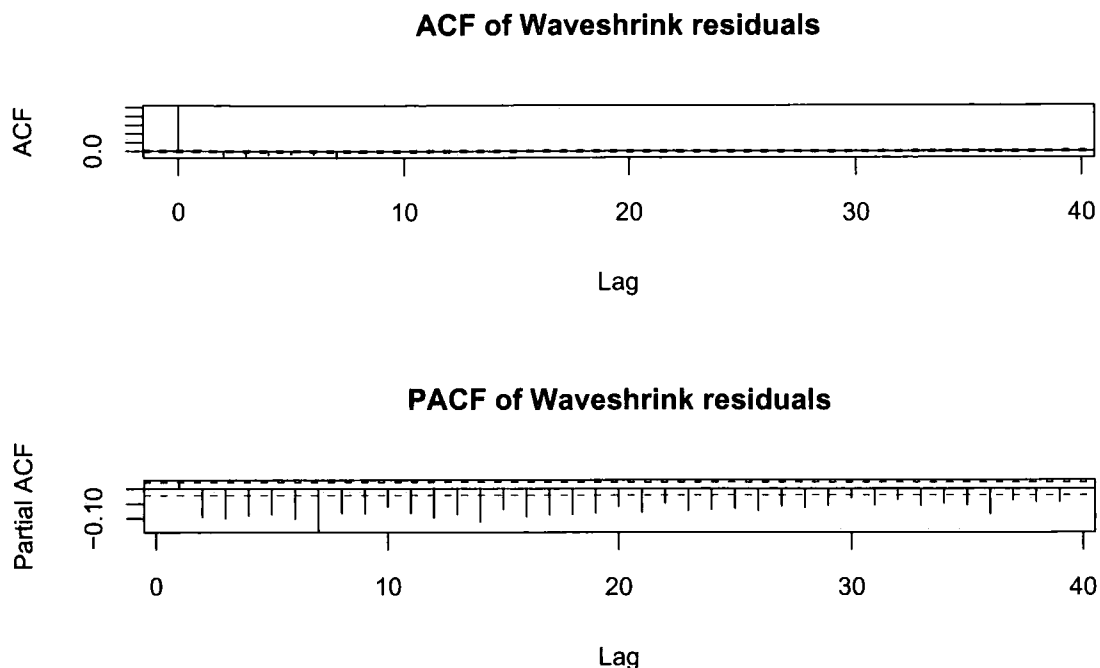 ACF of Waveshrink residuals
ACF
0.0
0 10 20 30 40
Lag
PACF of Waveshrink residuals
Partial ACF
−0.10
0 10 20 30 40
Lag